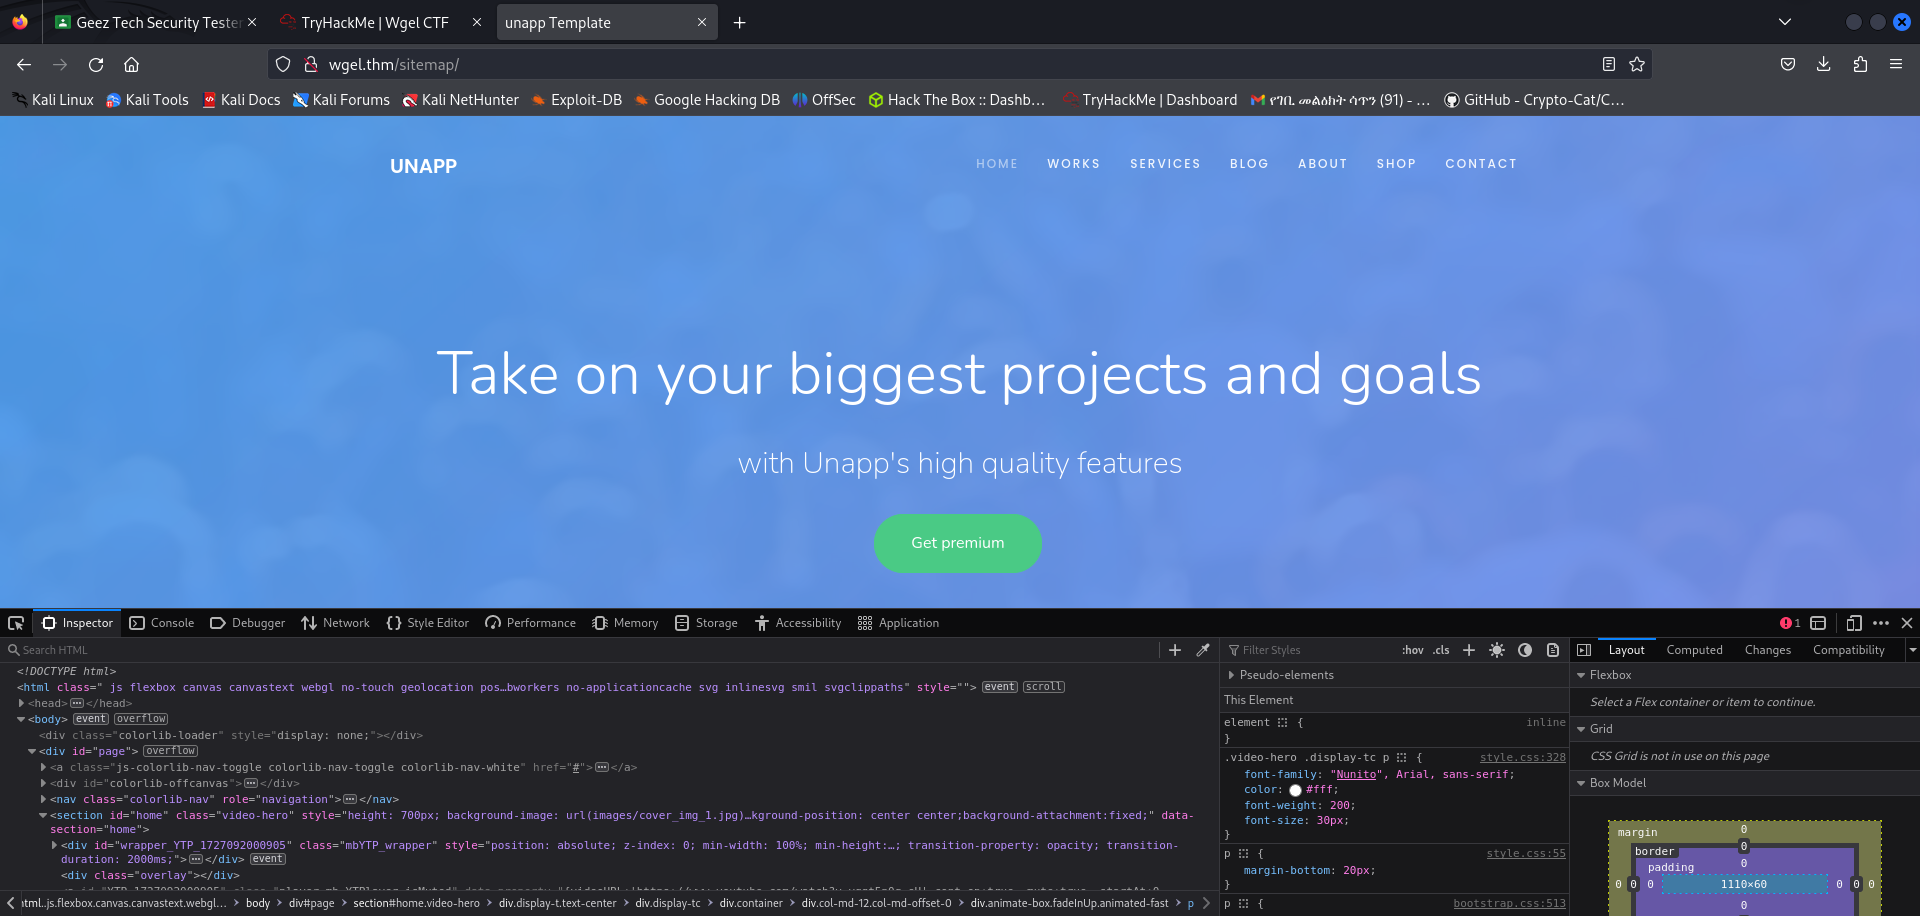 Geez Tech Security Tester
TryHackMe | Wgel CTF
unapp Template
wgel.thm/sitemap/
Kali Linux
Kali Tools
Kali Docs
Kali Forums
Kali NetHunter
Exploit-DB
Google Hacking DB
OffSec
Hack The Box :: Dashb...
TryHackMe | Dashboard
የገቢ መልዕክት ሳጥን (91) - ...
GitHub - Crypto-Cat/C...
UNAPP
HOME WORKS SERVICES BLOG ABOUT SHOP CONTACT
Take on your biggest projects and goals
with Unapp's high quality features
Get premium
Inspector Console Debugger Network Style Editor Performance Memory Storage Accessibility Application
1
Search HTML
<!DOCTYPE html>
<html class=" js flexbox canvas canvastext webgl no-touch geolocation pos…bworkers no-applicationcache svg inlinesvg smil svgclippaths" style=""> event scroll
<head> ··· </head>
<body> event overflow
<div class="colorlib-loader" style="display: none;"></div>
<div id="page"> overflow
<a class="js-colorlib-nav-toggle colorlib-nav-toggle colorlib-nav-white" href="#"> ··· </a>
<div id="colorlib-offcanvas"> ··· </div>
<nav class="colorlib-nav" role="navigation"> ··· </nav>
<section id="home" class="video-hero" style="height: 700px; background-image: url(images/cover_img_1.jpg)…kground-position: center center;background-attachment:fixed;" data-
section="home">
<div id="wrapper_YTP_1727092000905" class="mbYTP_wrapper" style="position: absolute; z-index: 0; min-width: 100%; min-height:…; transition-property: opacity; transition-
duration: 2000ms;"> ··· </div> event
<div class="overlay"></div>
html.js.flexbox.canvas.canvastext.webgl… > body > div#page > section#home.video-hero > div.display-t.text-center > div.display-tc > div.container > div.col-md-12.col-md-offset-0 > div.animate-box.fadeInUp.animated-fast > p
Filter Styles
:hov .cls
Pseudo-elements
This Element
element {
inline
}
.video-hero .display-tc p {
style.css:328
font-family: "Nunito", Arial, sans-serif;
color: #fff;
font-weight: 200;
font-size: 30px;
}
p {
style.css:55
margin-bottom: 20px;
}
p {
bootstrap.css:513
Layout Computed Changes Compatibility
Flexbox
Select a Flex container or item to continue.
Grid
CSS Grid is not in use on this page
Box Model
margin 0
border 0
padding 0
0 0 0 1110×60 0 0 0
0